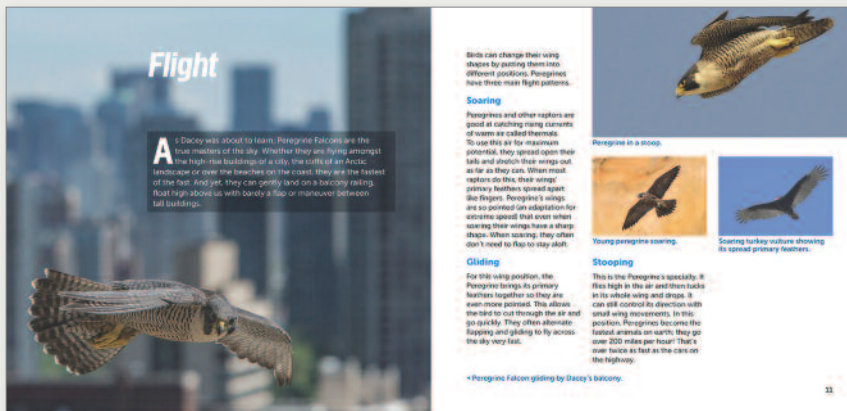 Flight
As Dacey was about to learn, Peregrine Falcons are the
true masters of the sky. Whether they are flying amongst
the high-rise buildings of a city, the cliffs of an Arctic
landscape or over the beaches on the coast, they are the fastest
of the fast. And yet, they can gently land on a balcony railing,
float high above us with barely a flap or maneuver between
tall buildings.
Birds can change their wing
shapes by putting them into
different positions. Peregrines
have three main flight patterns.
Soaring
Peregrines and other raptors are
good at catching rising currents
of warm air called thermals.
To use this air for maximum
potential, they spread open their
tails and stretch their wings out
as far as they can. When most
raptors do this, their wings'
primary feathers spread apart
like fingers. Peregrine's wings
are so pointed (an adaptation for
extreme speed) that even when
soaring their wings have a sharp
shape. When soaring, they often
don't need to flap to stay aloft.
Gliding
For this wing position, the
Peregrine brings its primary
feathers together so they are
even more pointed. This allows
the bird to cut through the air and
go quickly. They often alternate
flapping and gliding to fly across
the sky very fast.
Peregrine in a stoop.
Young peregrine soaring.
Soaring turkey vulture showing
its spread primary feathers.
Stooping
This is the Peregrine's specialty. It
flies high in the air and then tucks
in its whole wing and drops. It
can still control its direction with
small wing movements. In this
position, Peregrines become the
fastest animals on earth; they go
over 200 miles per hour! That's
over twice as fast as the cars on
the highway.
Peregrine Falcon gliding by Dacey's balcony.
11